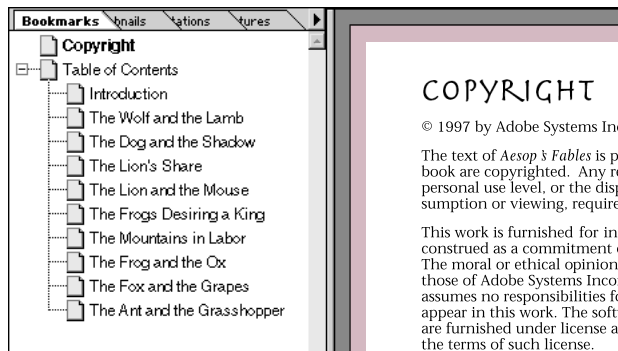 Bookmarks bnails tations tures
Copyright
Table of Contents
Introduction
The Wolf and the Lamb
The Dog and the Shadow
The Lion's Share
The Lion and the Mouse
The Frogs Desiring a King
The Mountains in Labor
The Frog and the Ox
The Fox and the Grapes
The Ant and the Grasshopper
COPYRIGHT
© 1997 by Adobe Systems Inc
The text of Aesop's Fables is p
book are copyrighted. Any re
personal use level, or the disp
sumption or viewing, require
This work is furnished for in
construed as a commitment
The moral or ethical opinion
those of Adobe Systems Inco
assumes no responsibilities fo
appear in this work. The soft
are furnished under license a
the terms of such license.